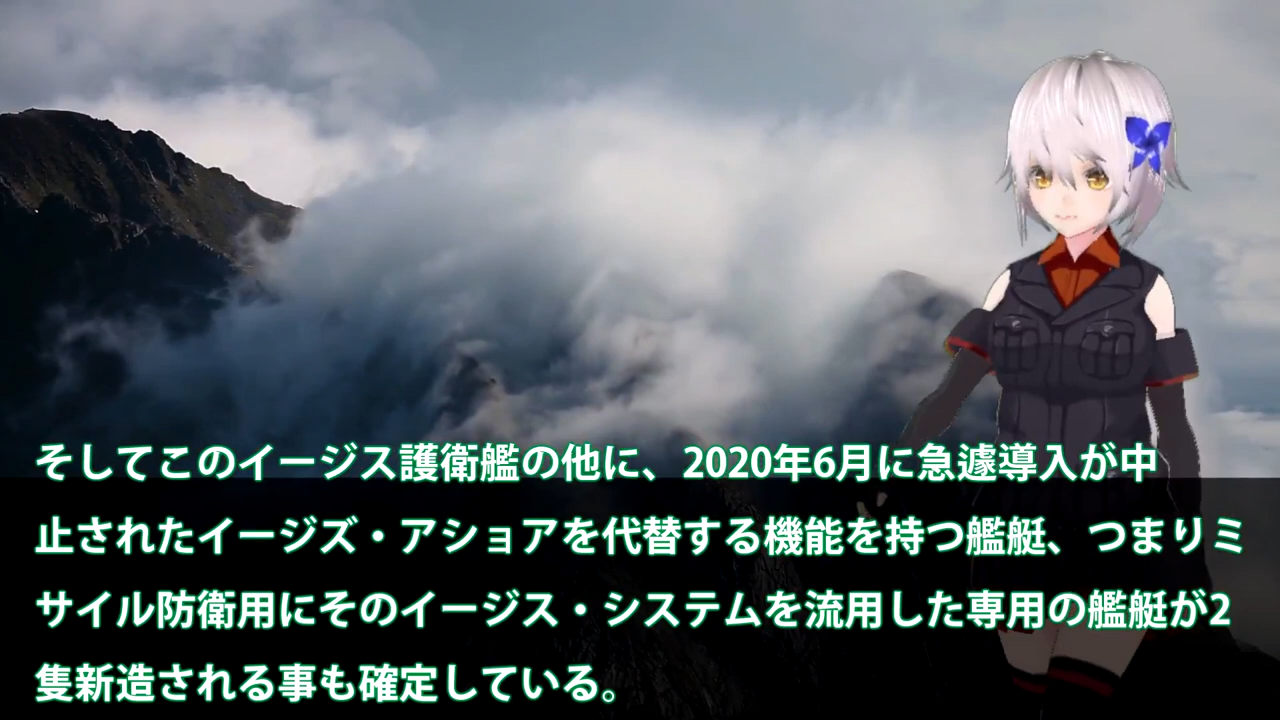 そしてこのイージス護衛艦の他に、2020年6月に急遽導入が中
止されたイージズ・アショアを代替する機能を持つ艦艇、つまりミ
サイル防衛用にそのイージス・システムを流用した専用の艦艇が2
隻新造される事も確定している。